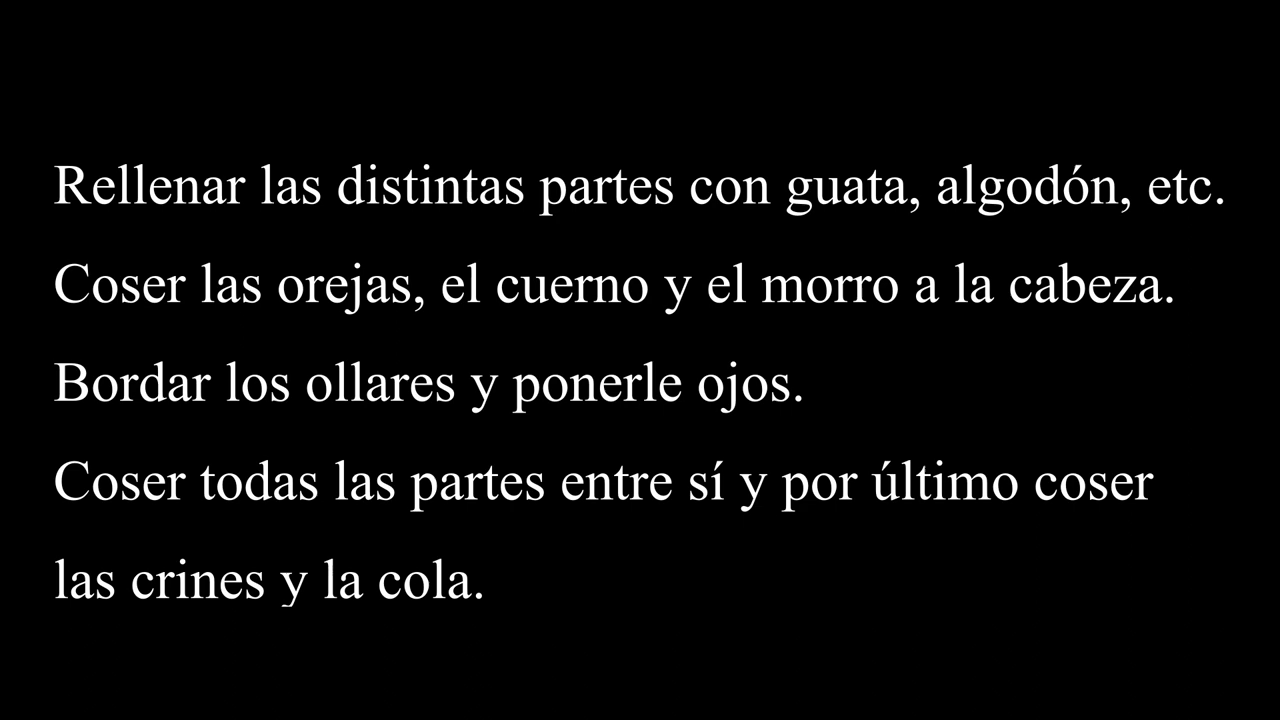 Rellenar las distintas partes con guata, algodón, etc.
Coser las orejas, el cuerno y el morro a la cabeza.
Bordar los ollares y ponerle ojos.
Coser todas las partes entre sí y por último coser
las crines y la cola.